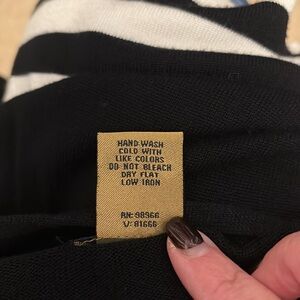 HAND WASH
COLD WITH
LIKE COLORS
DO NOT BLEACH
DRY FLAT
LOW IRON
RN: 98966
V: 81666